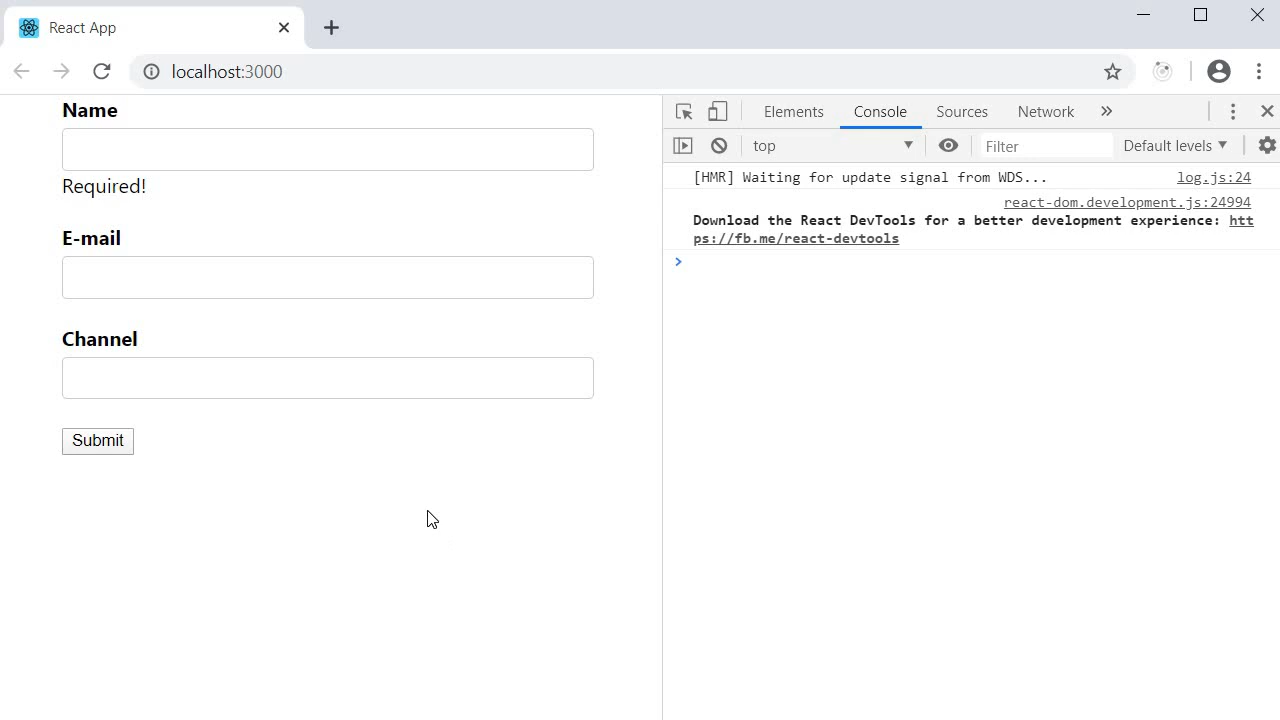 React App
localhost:3000
Name
Required!
E-mail
Channel
Submit
Elements Console Sources Network »
top Filter Default levels ▼
[HMR] Waiting for update signal from WDS... log.js:24
react-dom.development.js:24994
Download the React DevTools for a better development experience: htt
ps://fb.me/react-devtools
>